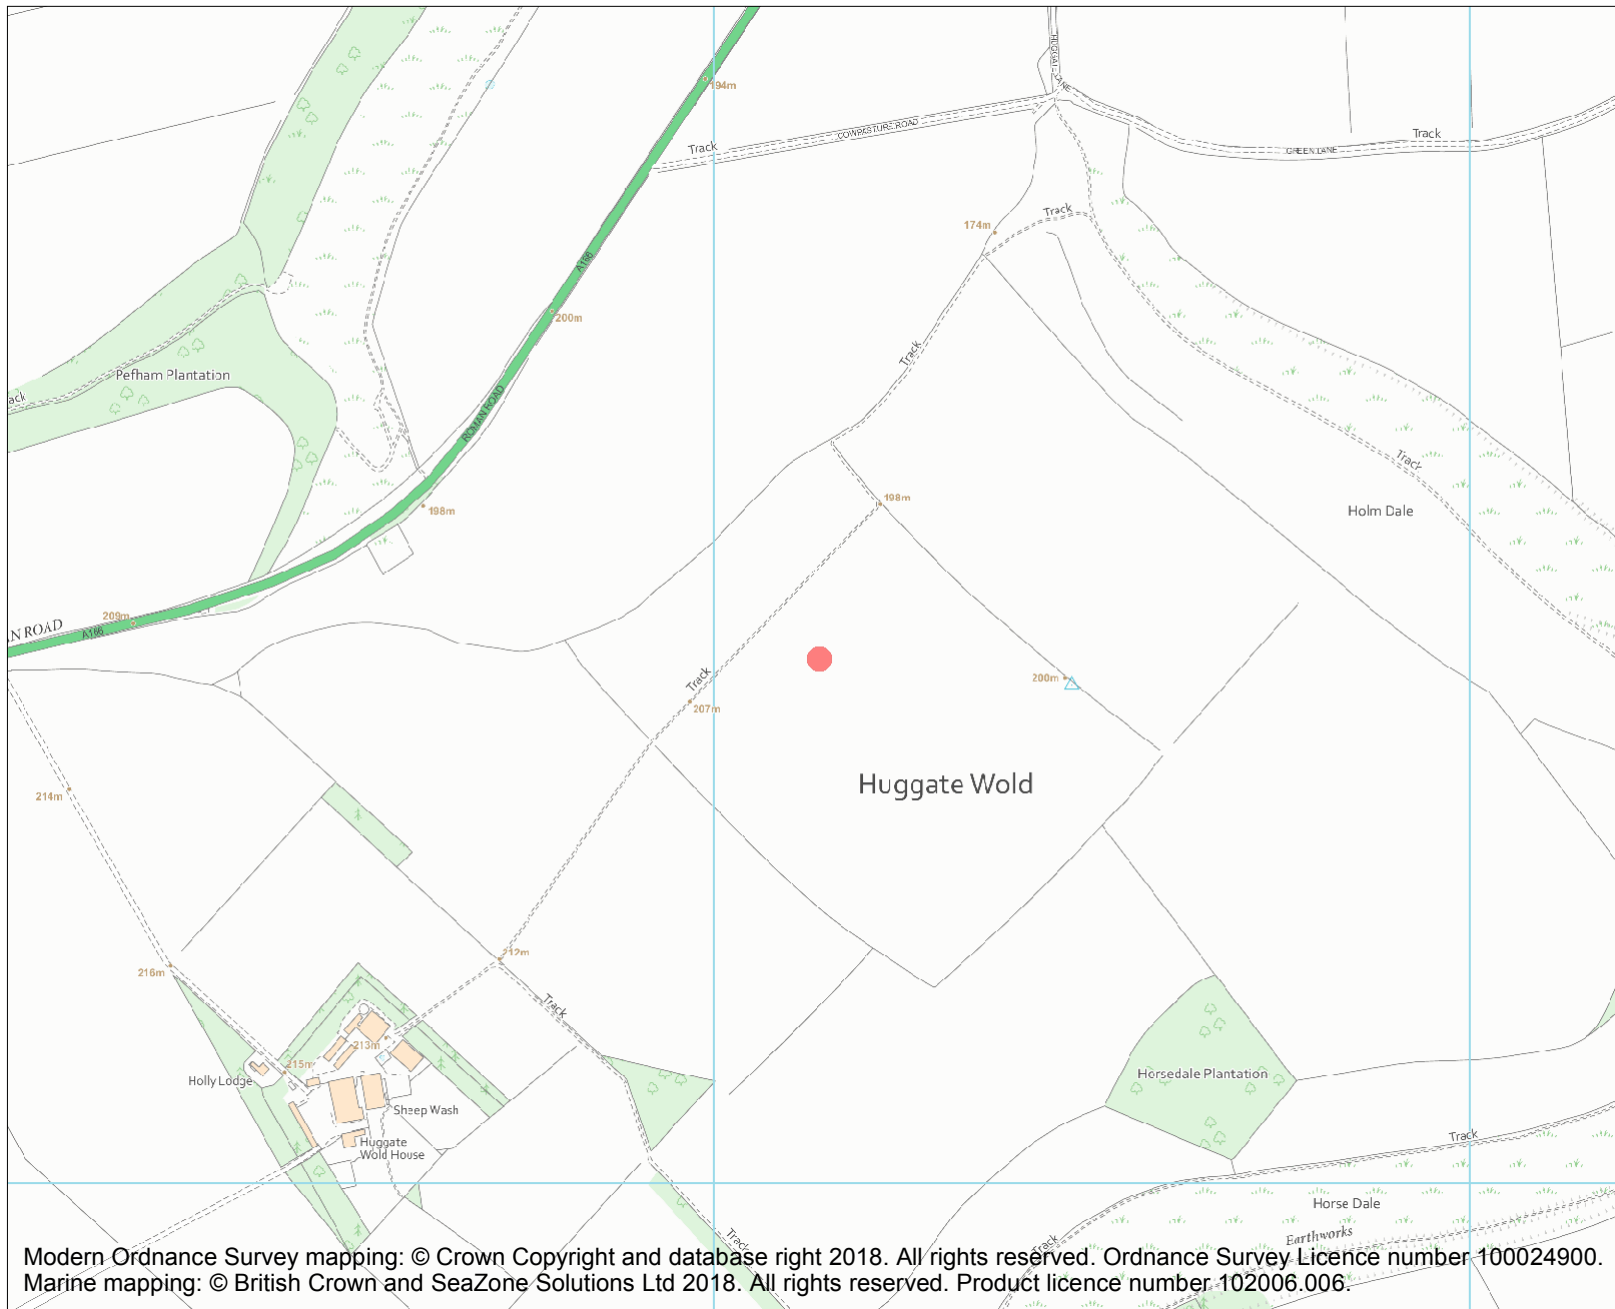 HUGGATE LANE
194m
Track
COWPASTURE ROAD
Track
GREEN LANE
174m
Track
A166
200m
Track
Pefham Plantation
ack
ROMAN ROAD
Track
198m
198m
Holm Dale
209m
AN ROAD
A166
Track
200m
207m
Huggate Wold
214m
212m
216m
Track
213m
215m
Holly Lodge
Horsedale Plantation
Sheep Wash
Huggate
Wold House
Track
Horse Dale
Earthworks
Track
Track
Modern Ordnance Survey mapping: © Crown Copyright and database right 2018. All rights reserved. Ordnance Survey Licence number 100024900.
Marine mapping: © British Crown and SeaZone Solutions Ltd 2018. All rights reserved. Product licence number 102006.006.